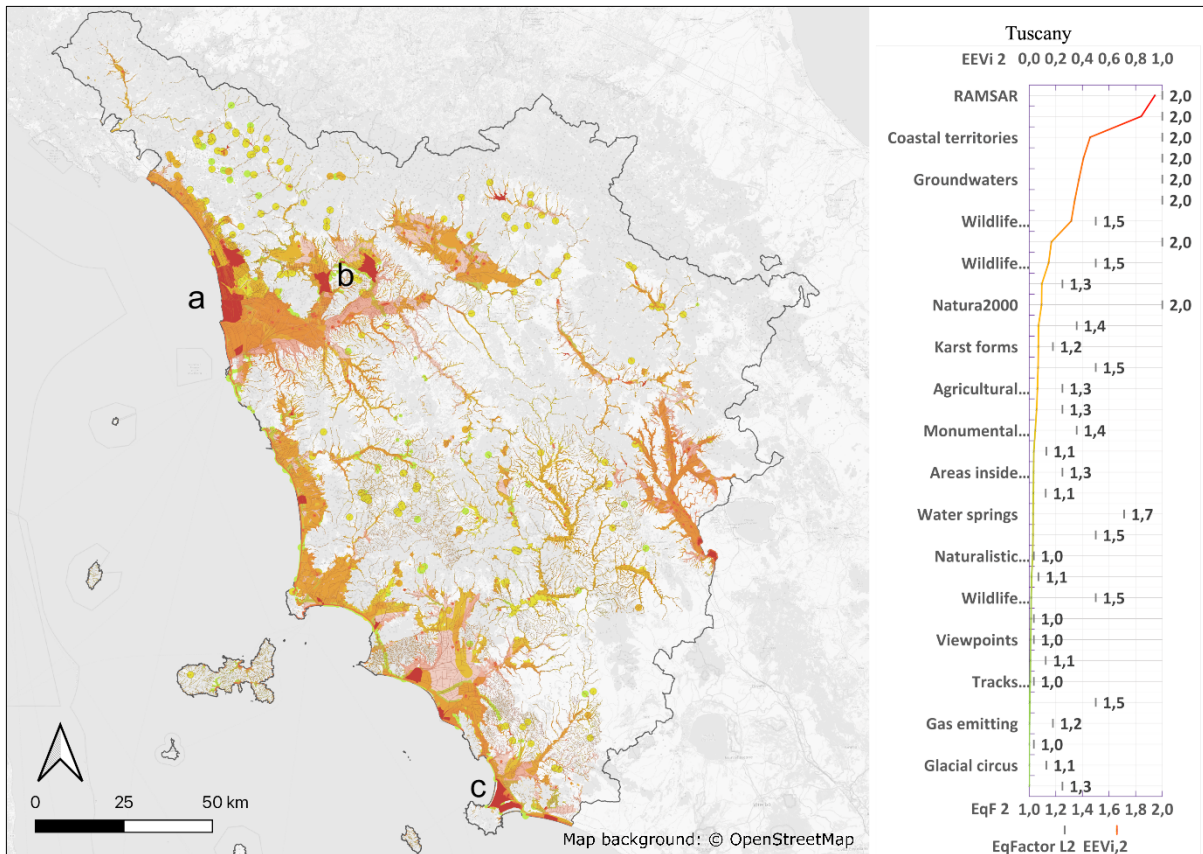 a
b
c
0 25 50 km
Map background: © OpenStreetMap
Tuscany
EEVi 2 0,0 0,2 0,4 0,6 0,8 1,0
RAMSAR 2,0
2,0
Coastal territories 2,0
2,0
Groundwaters 2,0
2,0
Wildlife... 1,5
2,0
Wildlife... 1,5
1,3
Natura2000 2,0
1,4
Karst forms 1,2
1,5
Agricultural... 1,3
1,3
Monumental... 1,4
1,1
Areas inside... 1,3
1,1
Water springs 1,7
1,5
Naturalistic... 1,0
1,1
Wildlife... 1,5
1,0
Viewpoints 1,0
1,1
Tracks... 1,0
1,5
Gas emitting 1,2
1,0
Glacial circus 1,1
1,3
EqF 2 1,0 1,2 1,4 1,6 1,8 2,0
EqFactor L2 EEVi,2